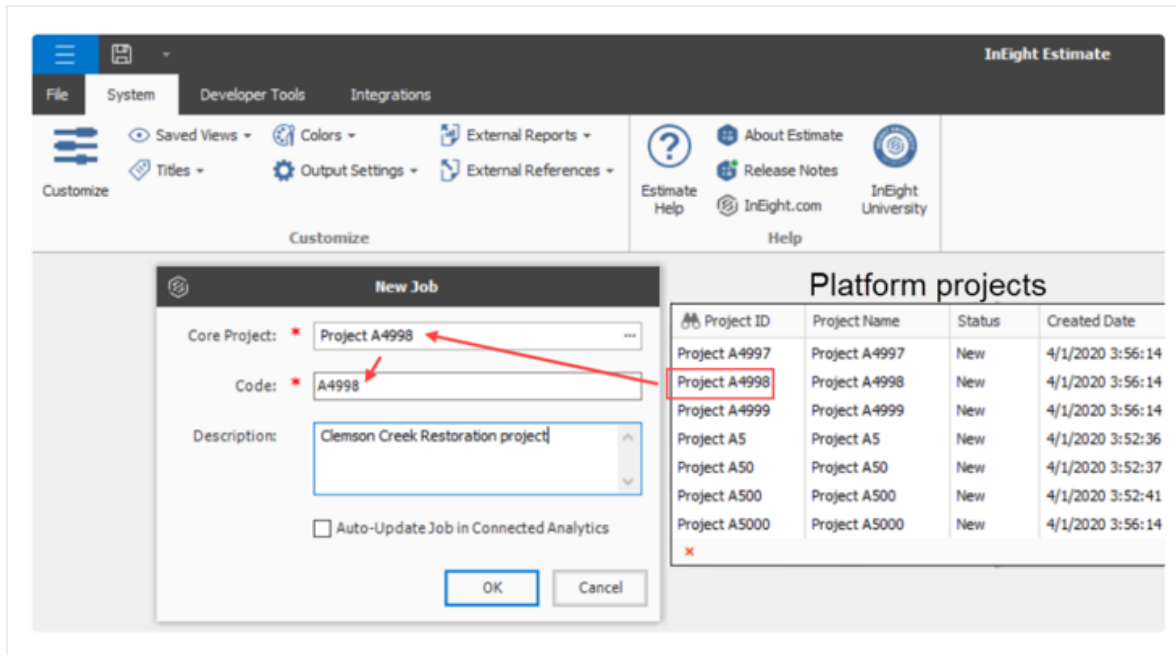 InEight Estimate
File System Developer Tools Integrations
Saved Views Colors External Reports About Estimate
Titles Output Settings External References Release Notes
Customize Estimate Help InEight.com InEight University
Customize Help
New Job
Core Project: * Project A4998 ...
Code: * A4998
Description: Clemson Creek Restoration project
Auto-Update Job in Connected Analytics
OK Cancel
Platform projects
Project ID Project Name Status Created Date
Project A4997 Project A4997 New 4/1/2020 3:56:14
Project A4998 Project A4998 New 4/1/2020 3:56:14
Project A4999 Project A4999 New 4/1/2020 3:56:14
Project A5 Project A5 New 4/1/2020 3:52:36
Project A50 Project A50 New 4/1/2020 3:52:37
Project A500 Project A500 New 4/1/2020 3:52:41
Project A5000 Project A5000 New 4/1/2020 3:56:14